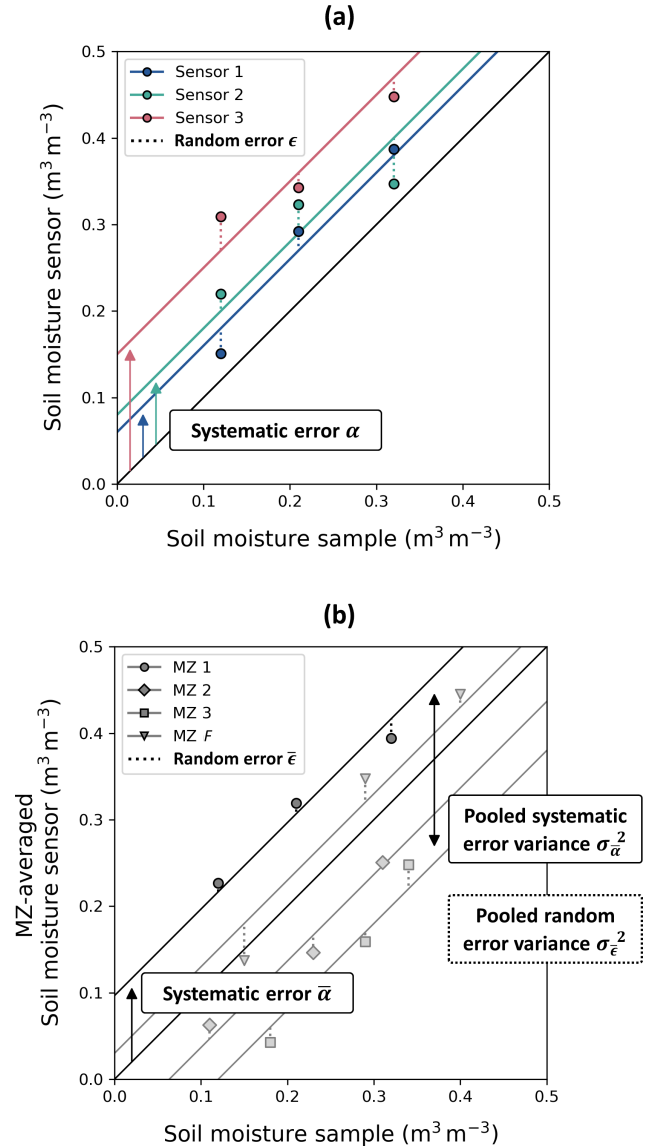 (a)
0.5
0.4
0.3
0.2
0.1
0.0
Soil moisture sensor (m³ m⁻³)
Sensor 1
Sensor 2
Sensor 3
Random error ϵ
Systematic error α
0.0 0.1 0.2 0.3 0.4 0.5
Soil moisture sample (m³ m⁻³)
(b)
0.5
0.4
0.3
0.2
0.1
0.0
MZ-averaged
Soil moisture sensor (m³ m⁻³)
MZ 1
MZ 2
MZ 3
MZ F
Random error ϵ̅
Pooled systematic
error variance σ_α̅²
Pooled random
error variance σ_ϵ̅²
Systematic error α̅
0.0 0.1 0.2 0.3 0.4 0.5
Soil moisture sample (m³ m⁻³)